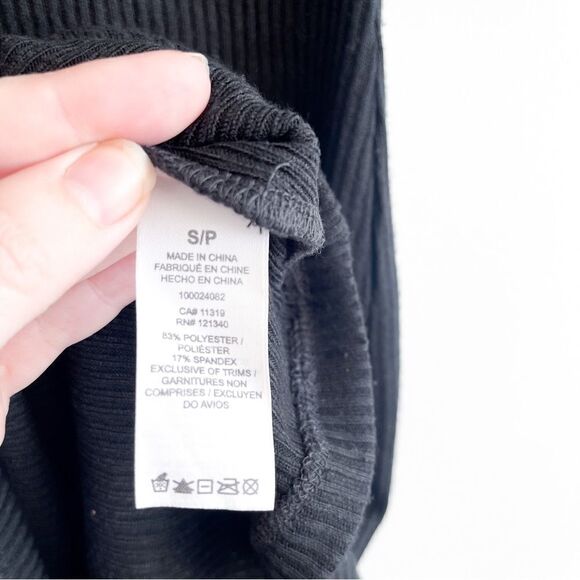 S/P
MADE IN CHINA
FABRIQUÉ EN CHINE
HECHO EN CHINA
100024082
CA# 11319
RN# 121340
83% POLYESTER /
POLIÉSTER
17% SPANDEX
EXCLUSIVE OF TRIMS /
GARNITURES NON
COMPRISES / EXCLUYEN
DO AVIOS